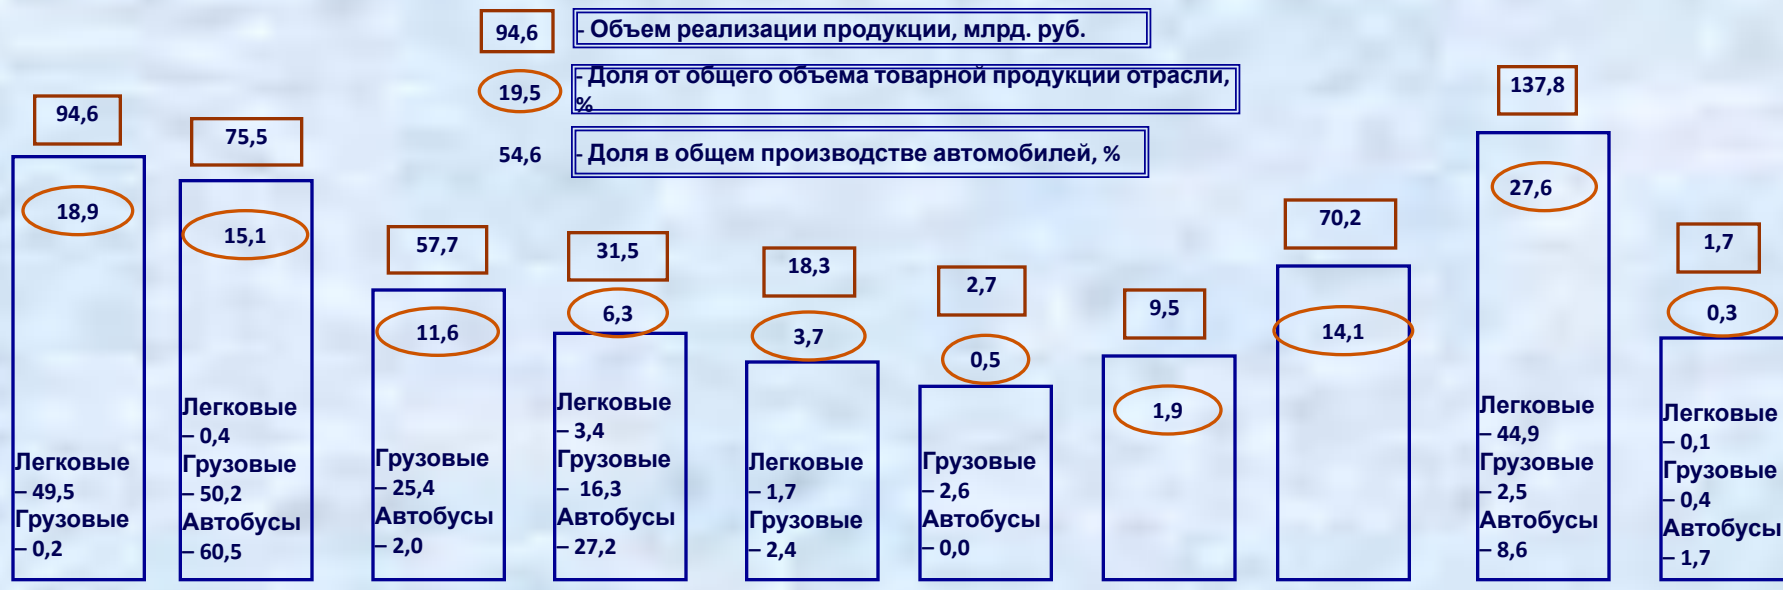 94,6
- Объем реализации продукции, млрд. руб.
19,5
- Доля от общего объема товарной продукции отрасли,
%
54,6
- Доля в общем производстве автомобилей, %
94,6
18,9
Легковые
– 49,5
Грузовые
– 0,2
75,5
15,1
Легковые
– 0,4
Грузовые
– 50,2
Автобусы
– 60,5
57,7
11,6
Грузовые
– 25,4
Автобусы
– 2,0
31,5
6,3
Легковые
– 3,4
Грузовые
– 16,3
Автобусы
– 27,2
18,3
3,7
Легковые
– 1,7
Грузовые
– 2,4
2,7
0,5
Грузовые
– 2,6
Автобусы
– 0,0
9,5
1,9
70,2
14,1
137,8
27,6
Легковые
– 44,9
Грузовые
– 2,5
Автобусы
– 8,6
1,7
0,3
Легковые
– 0,1
Грузовые
– 0,4
Автобусы
– 1,7